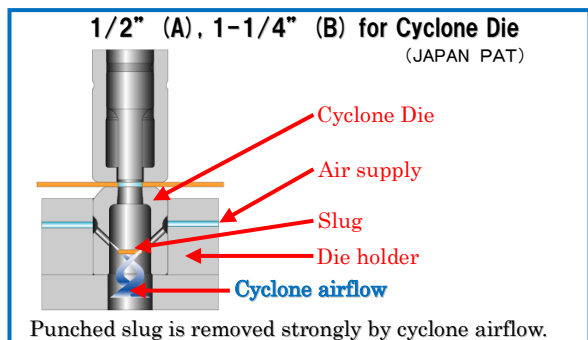 1/2” (A), 1-1/4” (B) for Cyclone Die
(JAPAN PAT)
Cyclone Die
Air supply
Slug
Die holder
Cyclone airflow
Punched slug is removed strongly by cyclone airflow.